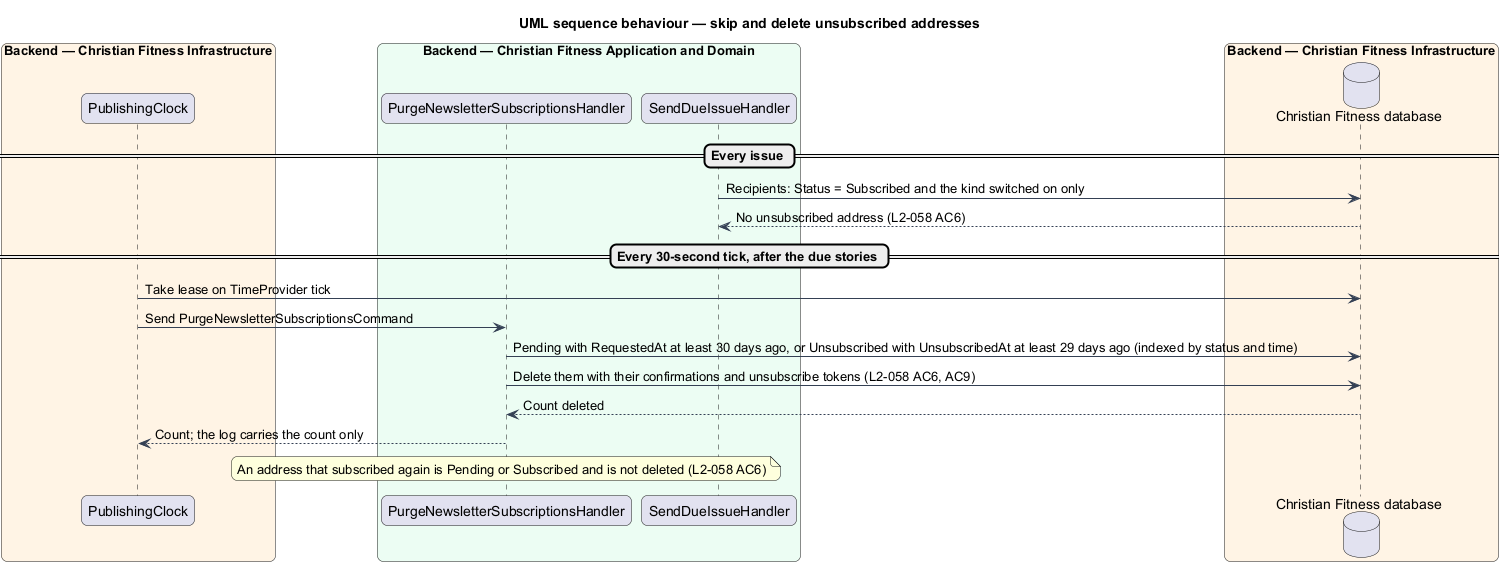 UML sequence behaviour — skip and delete unsubscribed addresses
Backend — Christian Fitness Infrastructure
Backend — Christian Fitness Application and Domain
Backend — Christian Fitness Infrastructure
PublishingClock
PurgeNewsletterSubscriptionsHandler
SendDueIssueHandler
Christian Fitness database
Every issue
Recipients: Status = Subscribed and the kind switched on only
No unsubscribed address (L2-058 AC6)
Every 30-second tick, after the due stories
Take lease on TimeProvider tick
Send PurgeNewsletterSubscriptionsCommand
Pending with RequestedAt at least 30 days ago, or Unsubscribed with UnsubscribedAt at least 29 days ago (indexed by status and time)
Delete them with their confirmations and unsubscribe tokens (L2-058 AC6, AC9)
Count deleted
Count; the log carries the count only
An address that subscribed again is Pending or Subscribed and is not deleted (L2-058 AC6)
PublishingClock
PurgeNewsletterSubscriptionsHandler
SendDueIssueHandler
Christian Fitness database